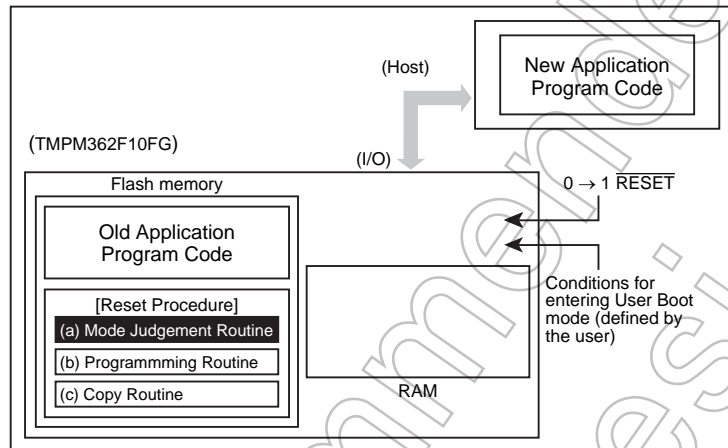 (Host)
New Application
Program Code
(TMPM362F10FG)
(I/O)
0 → 1 RESET
Flash memory
Old Application
Program Code
[Reset Procedure]
(a) Mode Judgement Routine
(b) Programmming Routine
(c) Copy Routine
RAM
Conditions for
entering User Boot
mode (defined by
the user)